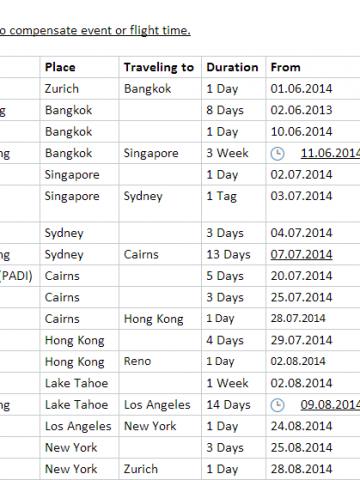 o compensate event or flight time.
Place Traveling to Duration From
Zurich Bangkok 1 Day 01.06.2014
g Bangkok 8 Days 02.06.2013
Bangkok 1 Day 10.06.2014
ng Bangkok Singapore 3 Week 11.06.2014
Singapore 1 Day 02.07.2014
Singapore Sydney 1 Tag 03.07.2014
Sydney 3 Days 04.07.2014
ng Sydney Cairns 13 Days 07.07.2014
(PADI) Cairns 5 Days 20.07.2014
Cairns 3 Days 25.07.2014
Cairns Hong Kong 1 Day 28.07.2014
Hong Kong 4 Days 29.07.2014
Hong Kong Reno 1 Day 02.08.2014
Lake Tahoe 1 Week 02.08.2014
ng Lake Tahoe Los Angeles 14 Days 09.08.2014
Los Angeles New York 1 Day 24.08.2014
New York 3 Days 25.08.2014
New York Zurich 1 Day 28.08.2014